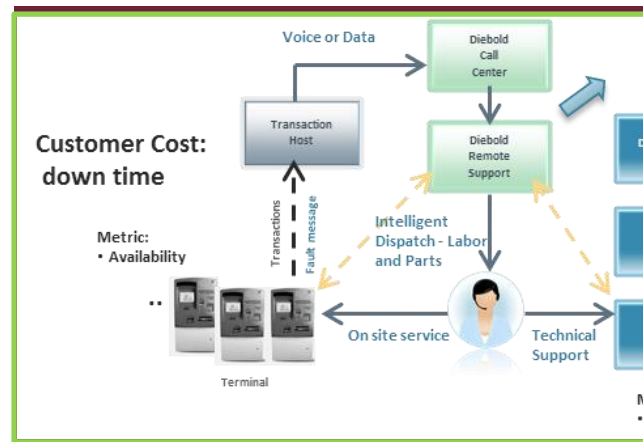 Voice or Data
Diebold
Call
Center
Transaction
Host
Diebold
Remote
Support
D
Customer Cost:
down time
Transactions
Fault message
Intelligent
Dispatch - Labor
and Parts
Metric:
• Availability
..
On site service
Technical
Support
Terminal
M
•